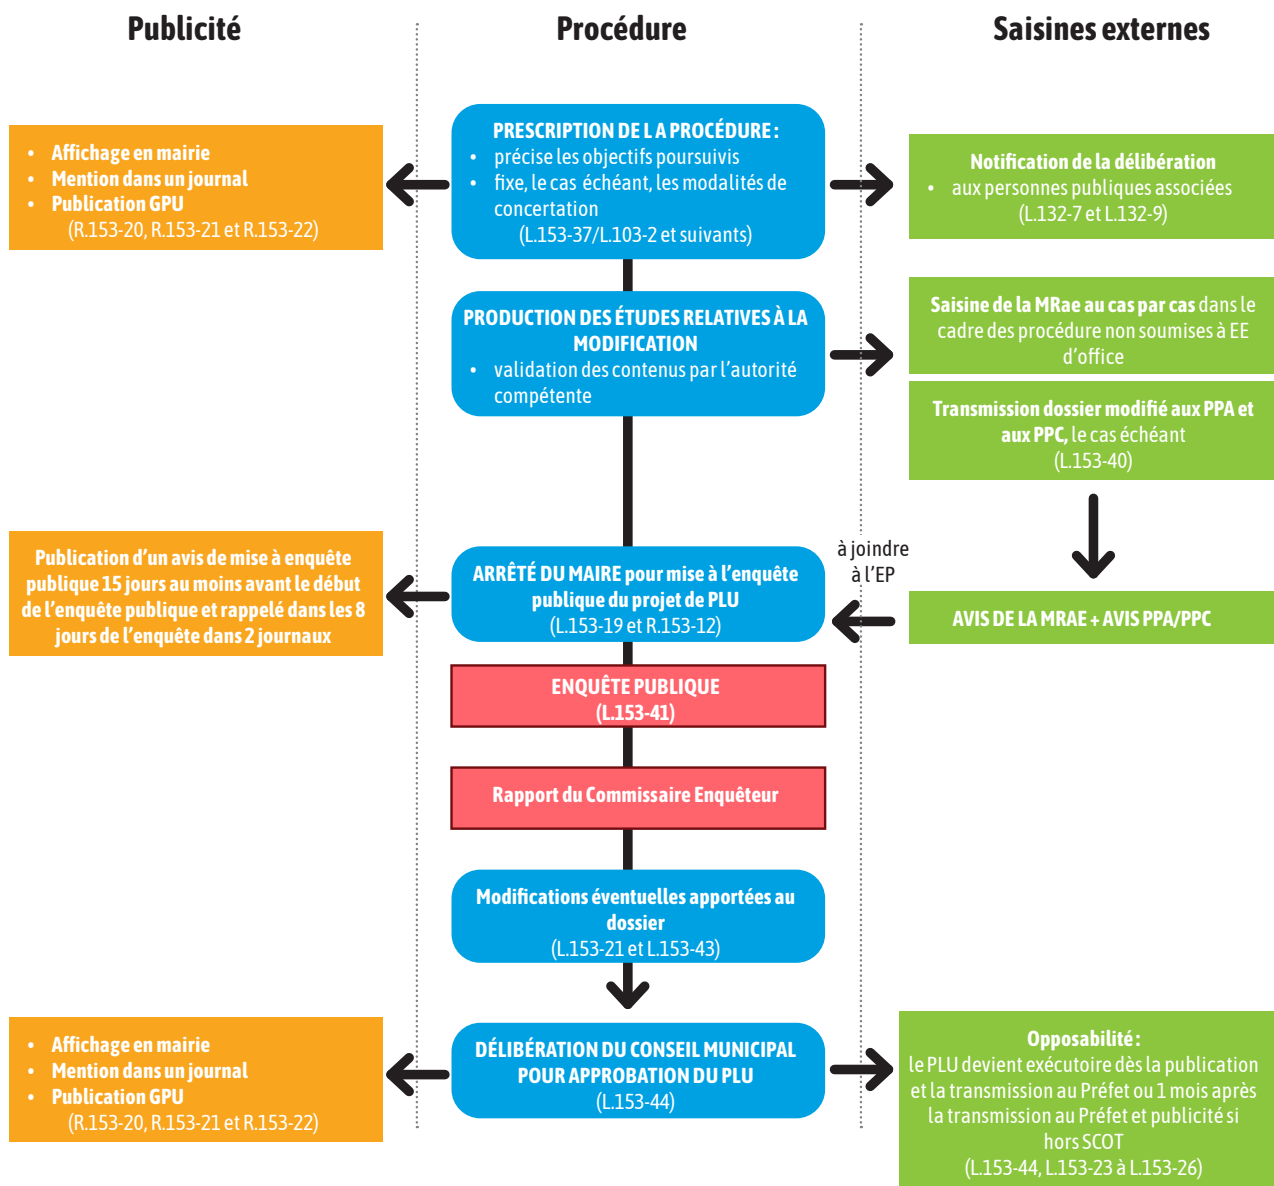 Publicité
Procédure
Saisines externes
• Affichage en mairie
• Mention dans un journal
• Publication GPU
(R.153-20, R.153-21 et R.153-22)
PRESCRIPTION DE L A PROCÉDURE :
• précise les objectifs poursuivis
• fixe, le cas échéant, les modalités de
concertation
(L.153-37/L.103-2 et suivants)
Notification de la délibération
• aux personnes publiques associées
(L.132-7 et L.132-9)
PRODUCTION DES ÉTUDES RELATIVES À LA
MODIFICATION
• validation des contenus par l'autorité
compétente
Saisine de la MRae au cas par cas dans le
cadre des procédure non soumises à EE
d'office
Transmission dossier modifié aux PPA et
aux PPC, le cas échéant
(L.153-40)
Publication d'un avis de mise à enquête
publique 15 jours au moins avant le début
de l'enquête publique et rappelé dans les 8
jours de l'enquête dans 2 journaux
ARRÊTÉ DU MAIRE pour mise à l'enquête
publique du projet de PLU
(L.153-19 et R.153-12)
à joindre
à l'EP
AVIS DE LA MRAE + AVIS PPA/PPC
ENQUÊTE PUBLIQUE
(L.153-41)
Rapport du Commissaire Enquêteur
Modifications éventuelles apportées au
dossier
(L.153-21 et L.153-43)
• Affichage en mairie
• Mention dans un journal
• Publication GPU
(R.153-20, R.153-21 et R.153-22)
DÉLIBÉRATION DU CONSEIL MUNICIPAL
POUR APPROBATION DU PLU
(L.153-44)
Opposabilité :
le PLU devient exécutoire dès la publication
et la transmission au Préfet ou 1 mois après
la transmission au Préfet et publicité si
hors SCOT
(L.153-44, L.153-23 à L.153-26)